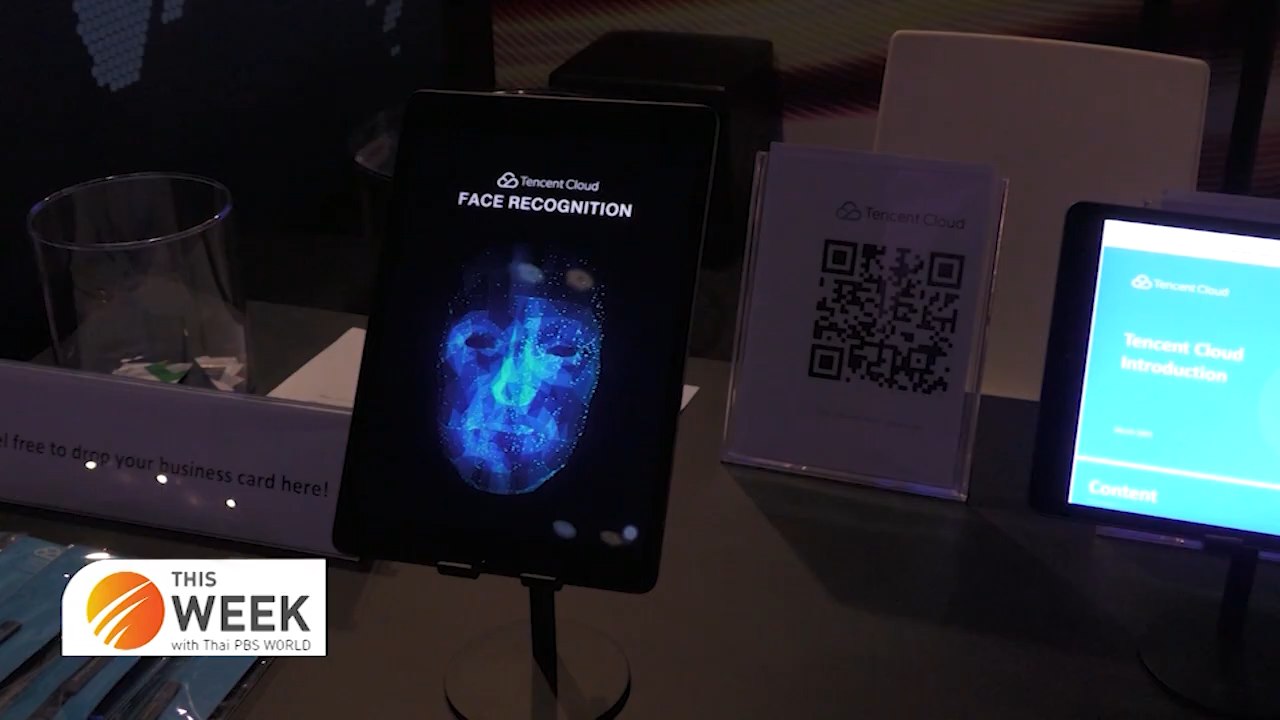 Tencent Cloud
FACE RECOGNITION
Tencent Cloud
Tencent Cloud
Tencent Cloud
Introduction
Content
free to drop your business card here!
THIS
WEEK
with Thai PBS WORLD